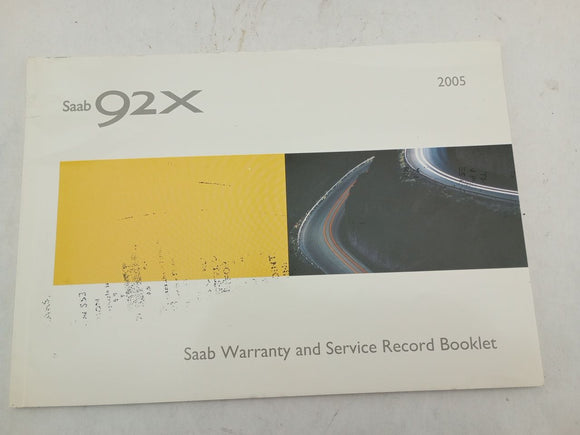 Saab 92X
2005
Saab Warranty and Service Record Booklet